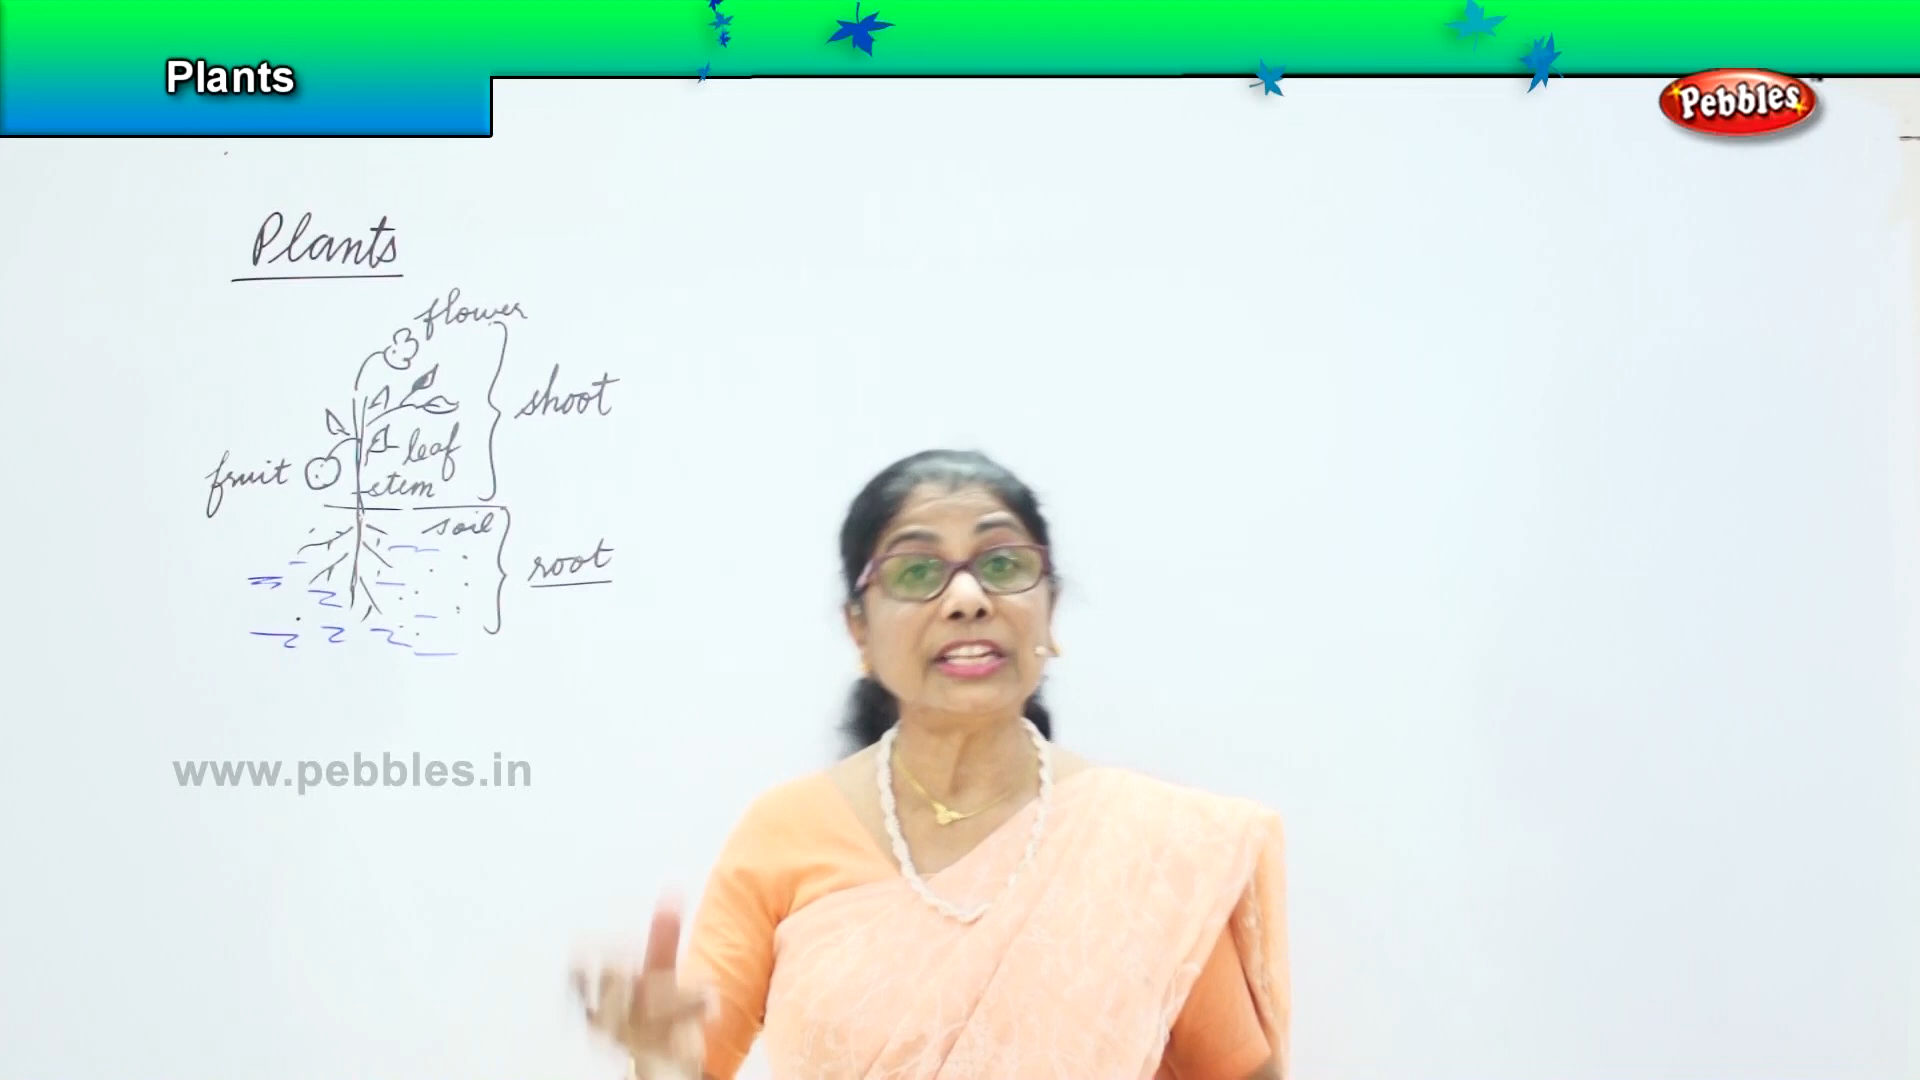 Plants
Pebbles
Plants
flower
shoot
leaf
fruit
stem
soil
root
www.pebbles.in